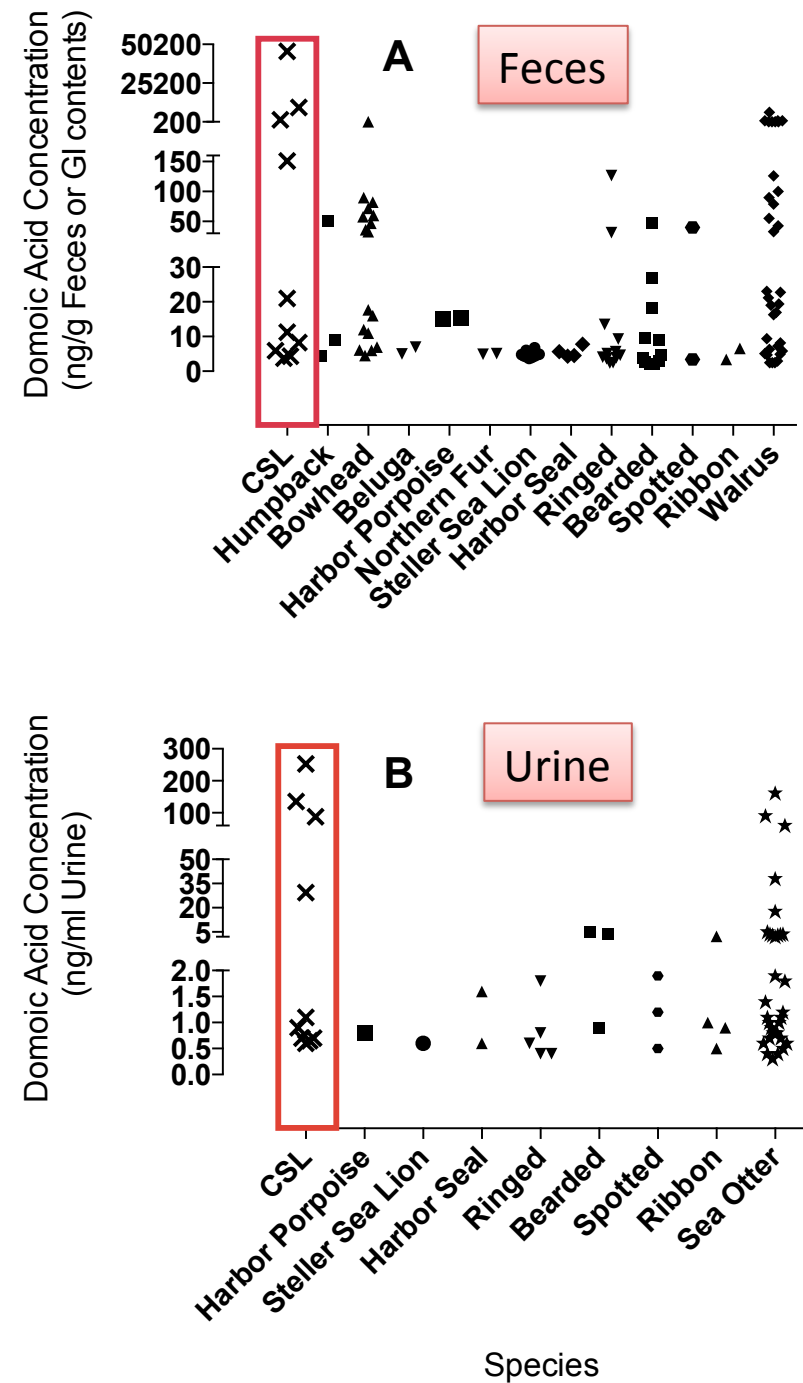 A
Feces
Domoic Acid Concentration
(ng/g Feces or GI contents)
50200
25200
200
150
100
50
30
20
10
0
CSL
Humpback
Bowhead
Beluga
Harbor Porpoise
Northern Fur
Steller Sea Lion
Harbor Seal
Ringed
Bearded
Spotted
Ribbon
Walrus
B
Urine
Domoic Acid Concentration
(ng/ml Urine)
300
200
100
50
35
20
5
2.0
1.5
1.0
0.5
0.0
CSL
Harbor Porpoise
Steller Sea Lion
Harbor Seal
Ringed
Bearded
Spotted
Ribbon
Sea Otter
Species